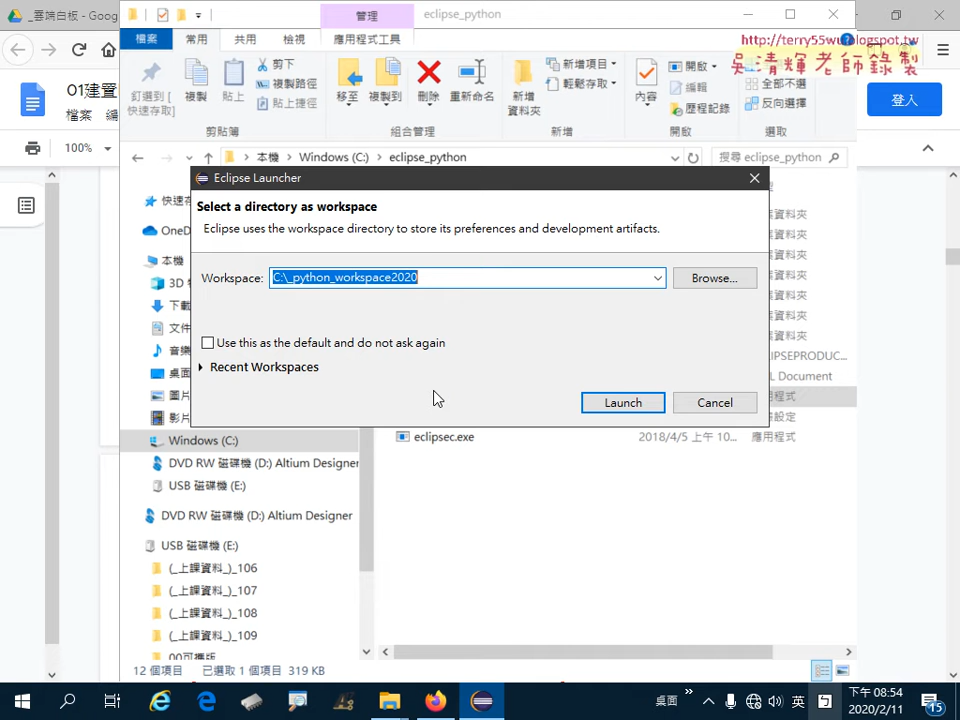 _雲端白板 - Goog
管理
eclipse_python
http://terry55wu.blogspot.tw
吳清輝老師錄製
檔案
常用
共用
檢視
應用程式工具
01建置
檔案
登入
100%
釘選到 [
快速存取]
複製
貼上
剪下
複製路徑
貼上捷徑
移至
複製到
刪除
重新命名
新增
資料夾
新增項目
輕鬆存取
內容
開啟
編輯
歷程記錄
全部不選
反向選擇
剪貼簿
組合管理
新增
開啟
選取
本機 > Windows (C:) > eclipse_python
搜尋 eclipse_python
Eclipse Launcher
Select a directory as workspace
Eclipse uses the workspace directory to store its preferences and development artifacts.
Workspace:
C:\_python_workspace2020
Browse...
Use this as the default and do not ask again
Recent Workspaces
Launch
Cancel
快速存
OneD
本機
3D
下載
文件
音樂
桌面
圖片
影片
Windows (C:)
DVD RW 磁碟機 (D:) Altium Designer
USB 磁碟機 (E:)
DVD RW 磁碟機 (D:) Altium Designer
USB 磁碟機 (E:)
(_上課資料_)_106
(_上課資料_)_107
(_上課資料_)_108
(_上課資料_)_109
00可攜版
資料夾
資料夾
資料夾
資料夾
資料夾
資料夾
資料夾
LIPSEPRODUC...
L Document
用程式
設定
eclipsec.exe
2018/4/5 上午 10...
應用程式
12 個項目
已選取 1 個項目 319 KB
桌面
英
下午 08:54
2020/2/11
15